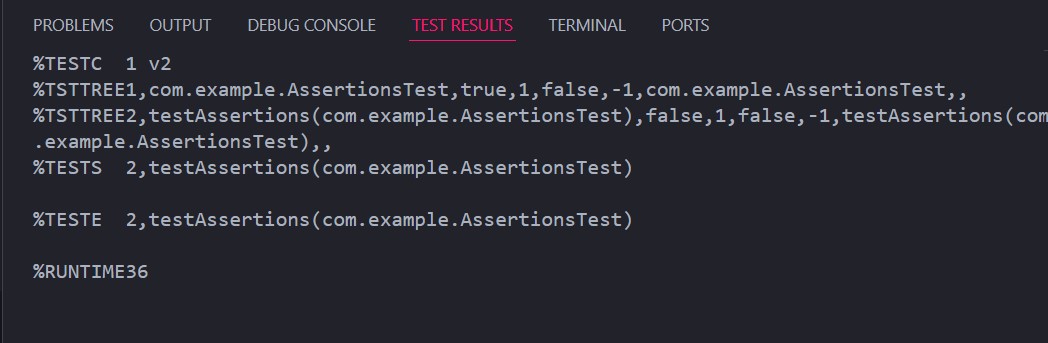 PROBLEMS OUTPUT DEBUG CONSOLE TEST RESULTS TERMINAL PORTS
%TESTC  1 v2
%TSTTREE1,com.example.AssertionsTest,true,1,false,-1,com.example.AssertionsTest,,
%TSTTREE2,testAssertions(com.example.AssertionsTest),false,1,false,-1,testAssertions(com
.example.AssertionsTest),,
%TESTS  2,testAssertions(com.example.AssertionsTest)
%TESTE  2,testAssertions(com.example.AssertionsTest)
%RUNTIME36